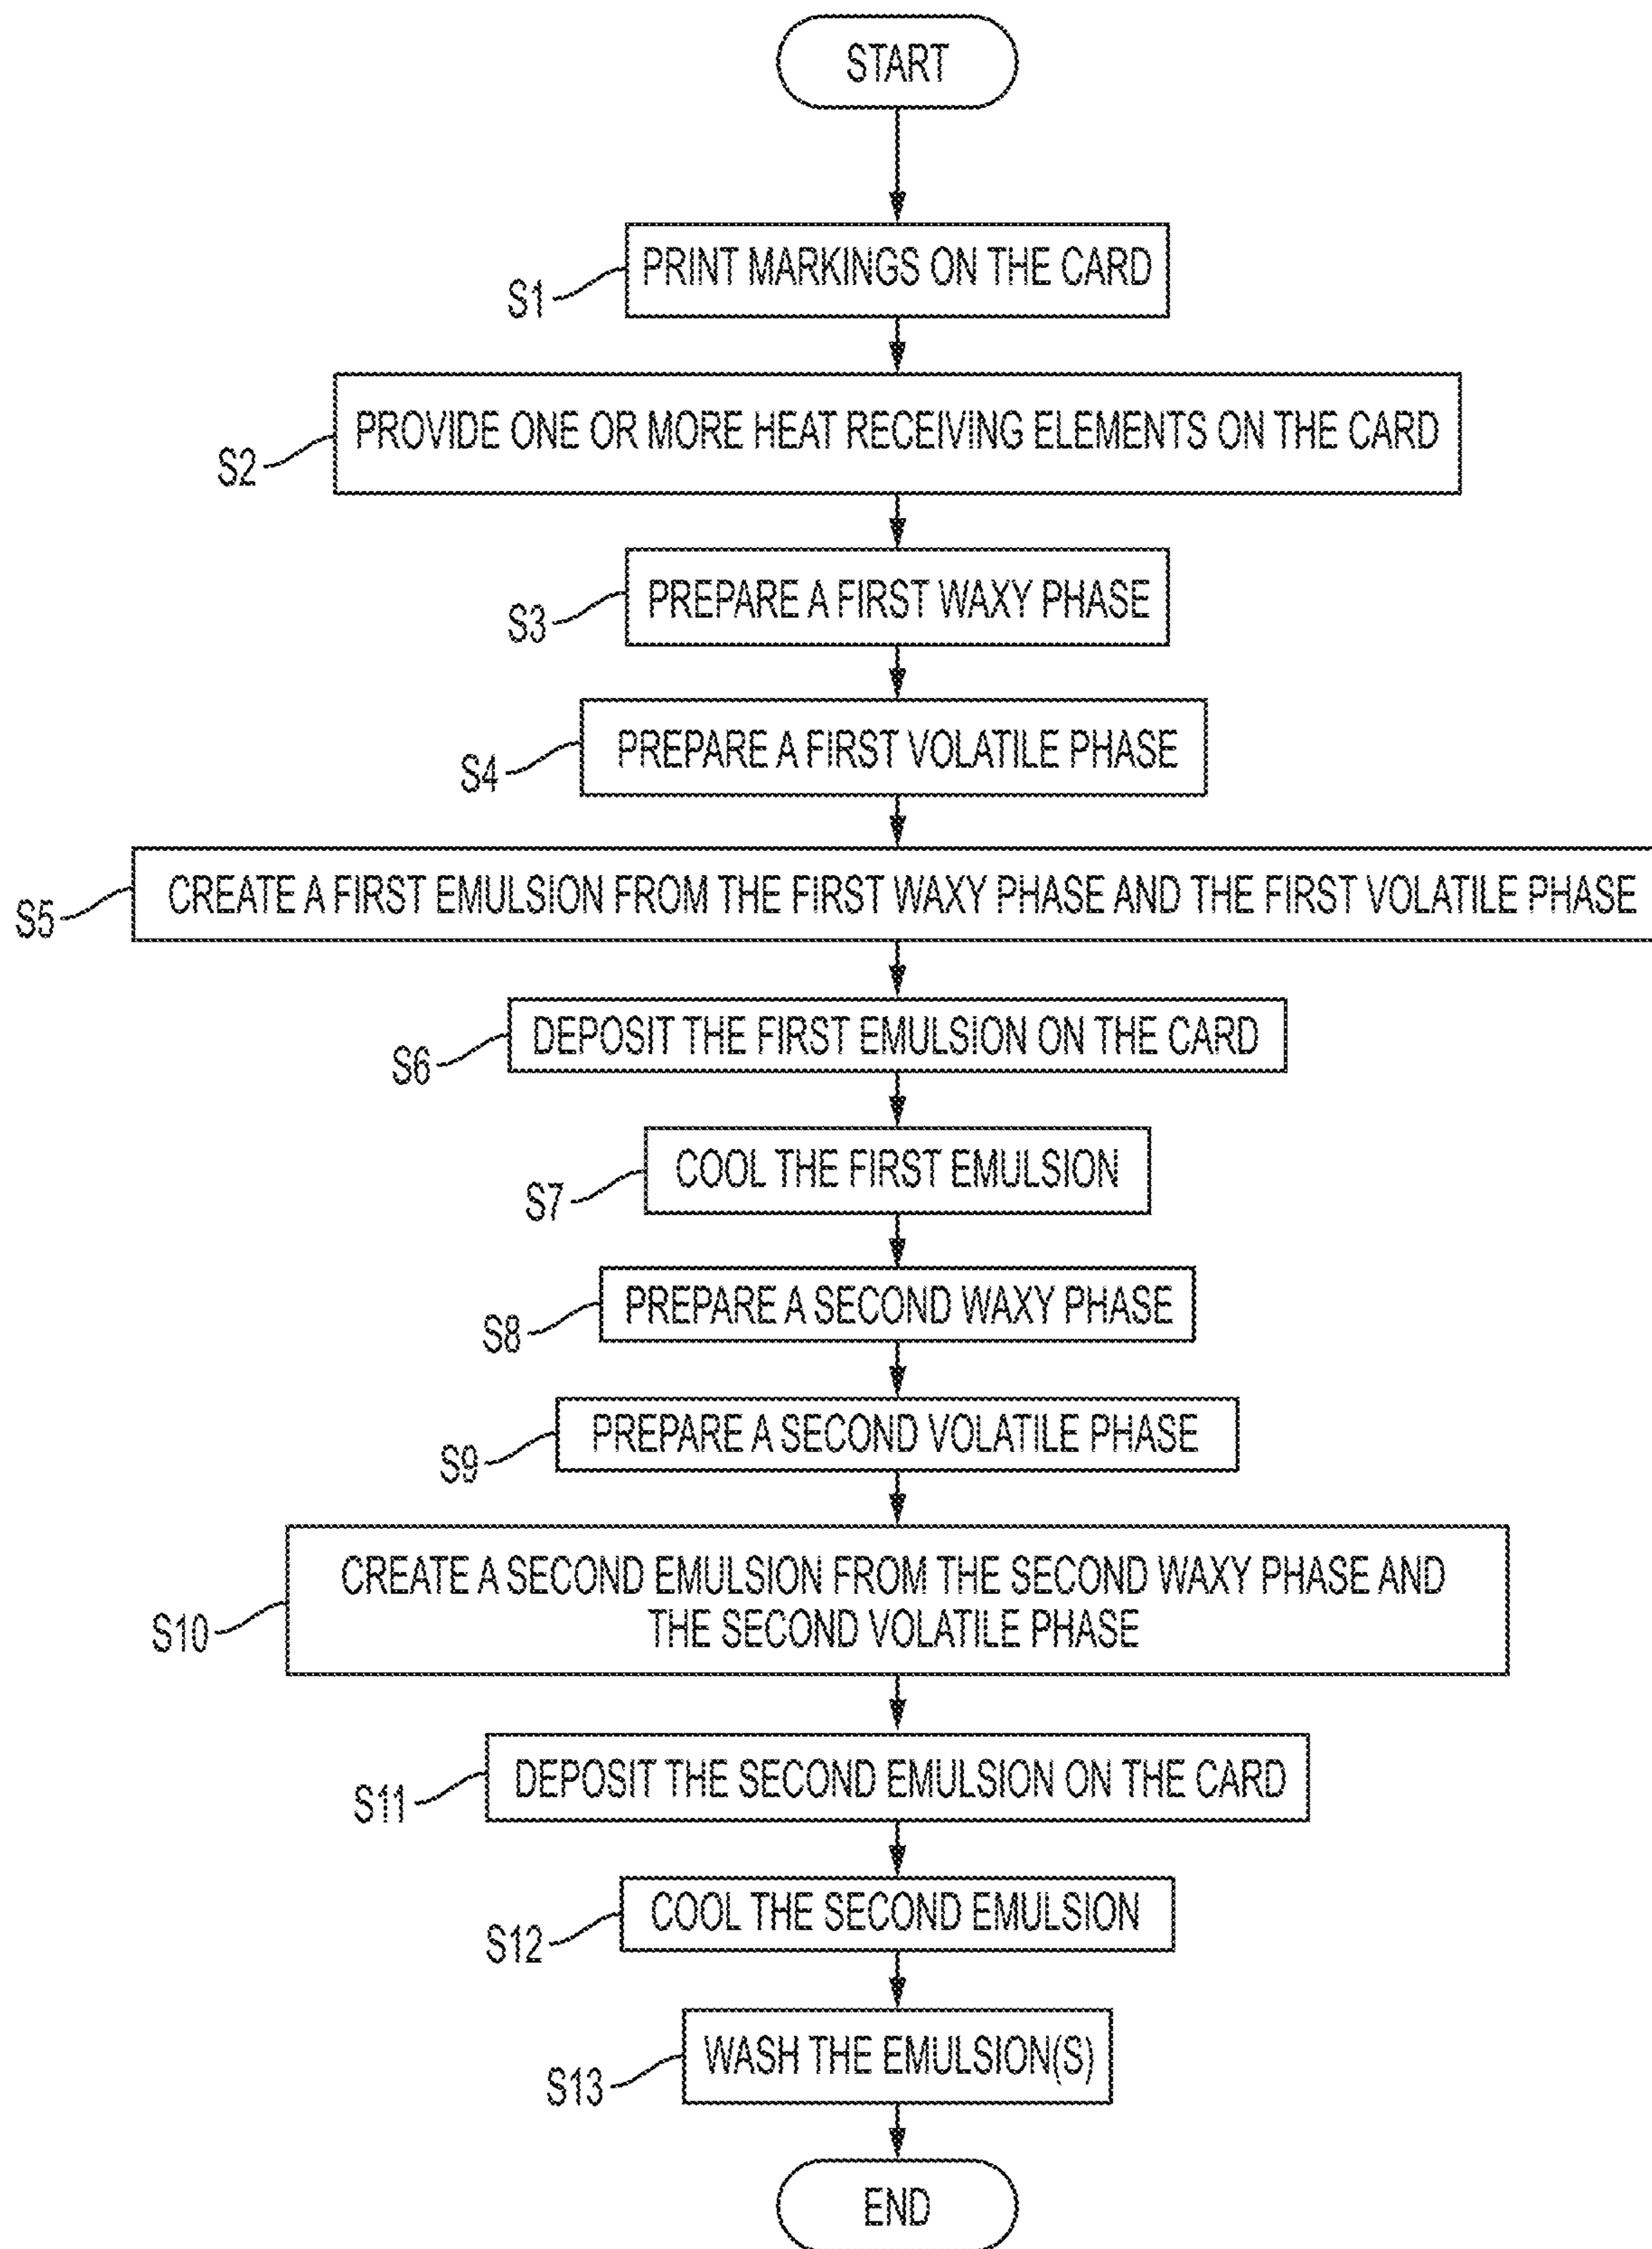 START
PRINT MARKINGS ON THE CARD
S1
PROVIDE ONE OR MORE HEAT RECEIVING ELEMENTS ON THE CARD
S2
PREPARE A FIRST WAXY PHASE
S3
PREPARE A FIRST VOLATILE PHASE
S4
CREATE A FIRST EMULSION FROM THE FIRST WAXY PHASE AND THE FIRST VOLATILE PHASE
S5
DEPOSIT THE FIRST EMULSION ON THE CARD
S6
COOL THE FIRST EMULSION
S7
PREPARE A SECOND WAXY PHASE
S8
PREPARE A SECOND VOLATILE PHASE
S9
CREATE A SECOND EMULSION FROM THE SECOND WAXY PHASE AND
THE SECOND VOLATILE PHASE
S10
DEPOSIT THE SECOND EMULSION ON THE CARD
S11
COOL THE SECOND EMULSION
S12
WASH THE EMULSION(S)
S13
END